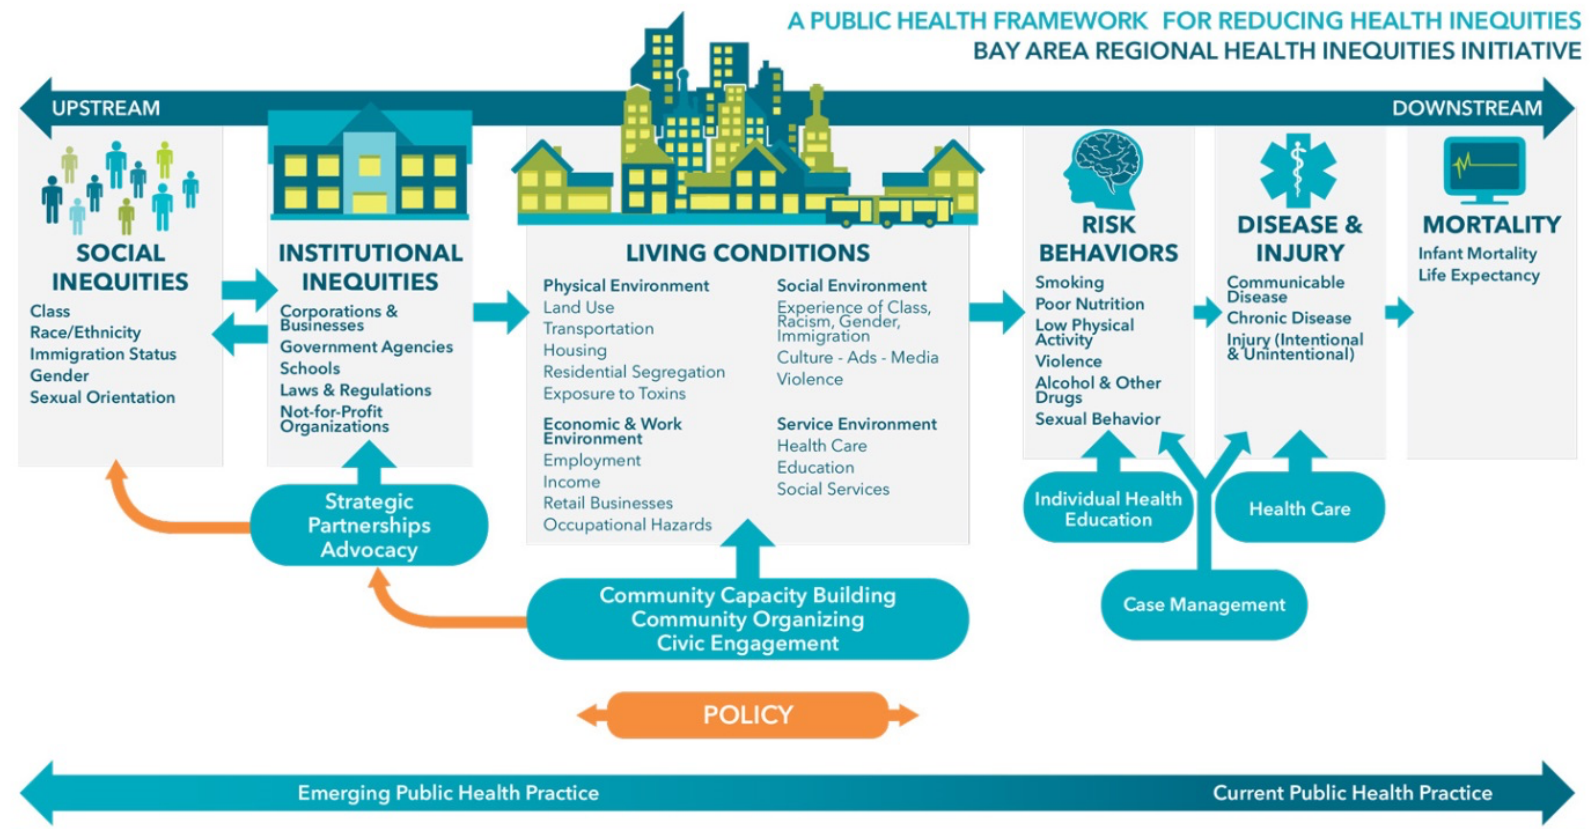 A PUBLIC HEALTH FRAMEWORK FOR REDUCING HEALTH INEQUITIES
BAY AREA REGIONAL HEALTH INEQUITIES INITIATIVE
UPSTREAM
DOWNSTREAM
SOCIAL
INEQUITIES
Class
Race/Ethnicity
Immigration Status
Gender
Sexual Orientation
INSTITUTIONAL
INEQUITIES
Corporations &
Businesses
Government Agencies
Schools
Laws & Regulations
Not-for-Profit
Organizations
LIVING CONDITIONS
Physical Environment
Land Use
Transportation
Housing
Residential Segregation
Exposure to Toxins
Economic & Work
Environment
Employment
Income
Retail Businesses
Occupational Hazards
Social Environment
Experience of Class,
Racism, Gender,
Immigration
Culture - Ads - Media
Violence
Service Environment
Health Care
Education
Social Services
RISK
BEHAVIORS
Smoking
Poor Nutrition
Low Physical
Activity
Violence
Alcohol & Other
Drugs
Sexual Behavior
DISEASE &
INJURY
Communicable
Disease
Chronic Disease
Injury (Intentional
& Unintentional)
MORTALITY
Infant Mortality
Life Expectancy
Strategic
Partnerships
Advocacy
Community Capacity Building
Community Organizing
Civic Engagement
Individual Health
Education
Health Care
Case Management
POLICY
Emerging Public Health Practice
Current Public Health Practice